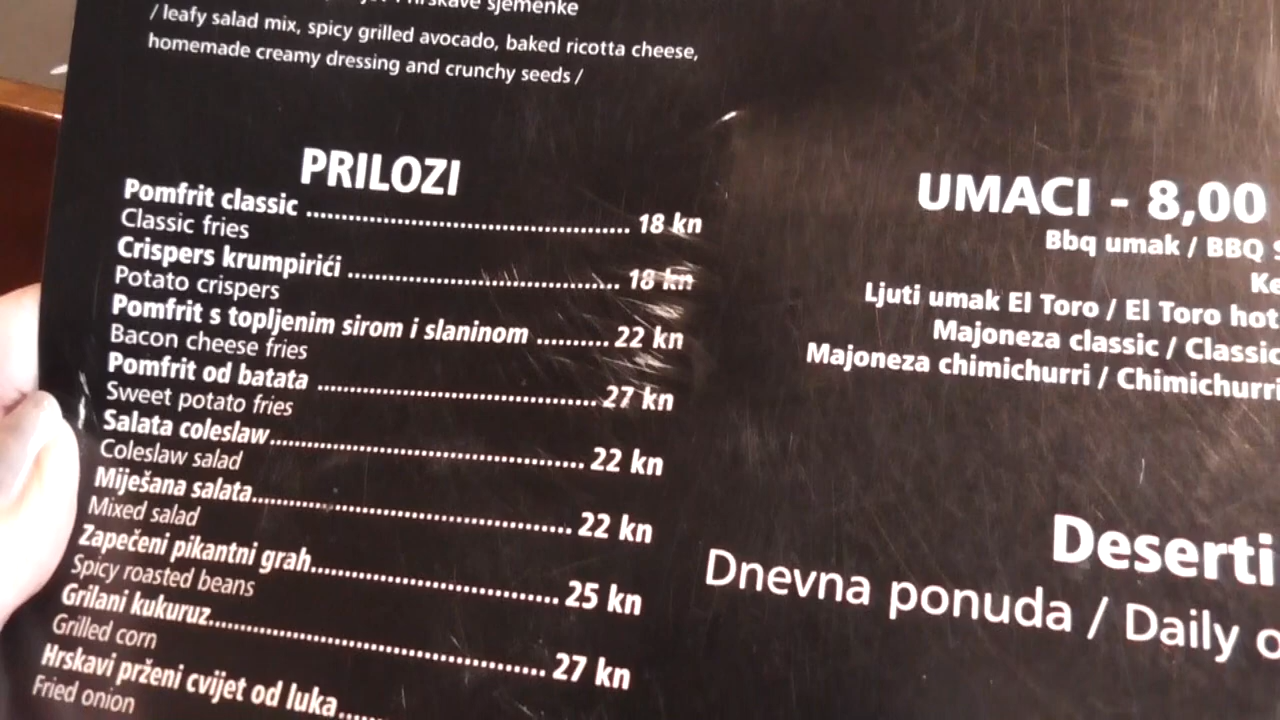 sjemenke
/ leafy salad mix, spicy grilled avocado, baked ricotta cheese,
homemade creamy dressing and crunchy seeds /
PRILOZI
Pomfrit classic ........................................................ 18 kn
Classic fries
Crispers krumpirići ............................................... 18 kn
Potato crispers
Pomfrit s topljenim sirom i slaninom .......... 22 kn
Bacon cheese fries
Pomfrit od batata ................................................ 27 kn
Sweet potato fries
Salata coleslaw...................................................... 22 kn
Coleslaw salad
Miješana salata....................................................... 22 kn
Mixed salad
Zapečeni pikantni grah.......................................... 25 kn
Spicy roasted beans
Grilani kukuruz......................................................... 27 kn
Grilled corn
Hrskavi prženi cvijet od luka.....
Fried onion
UMACI - 8,00
Bbq umak / BBQ
Ljuti umak El Toro / El Toro hot
Majoneza classic / Classic
Majoneza chimichurri / Chimichurri
Deserti
Dnevna ponuda / Daily